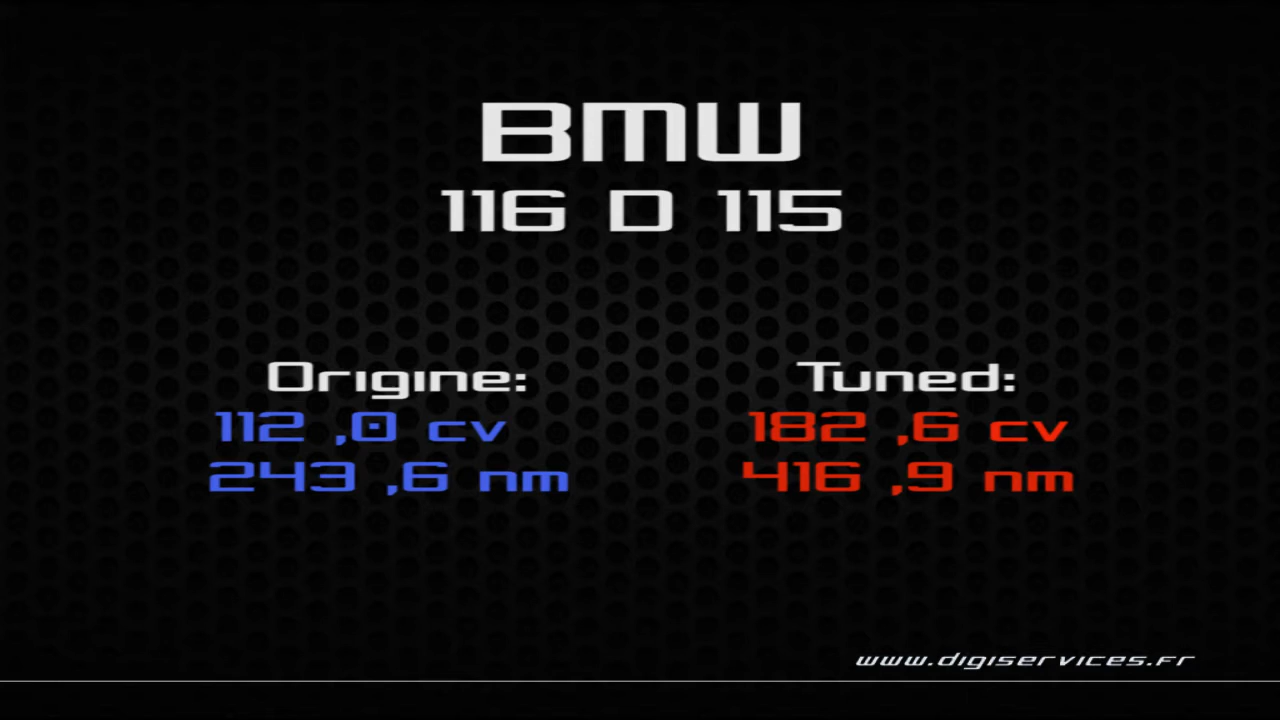 BMW
116 D 115
Origine:
112 ,0 cv
243 ,6 nm
Tuned:
182 ,6 cv
416 ,9 nm
www.digiservices.fr